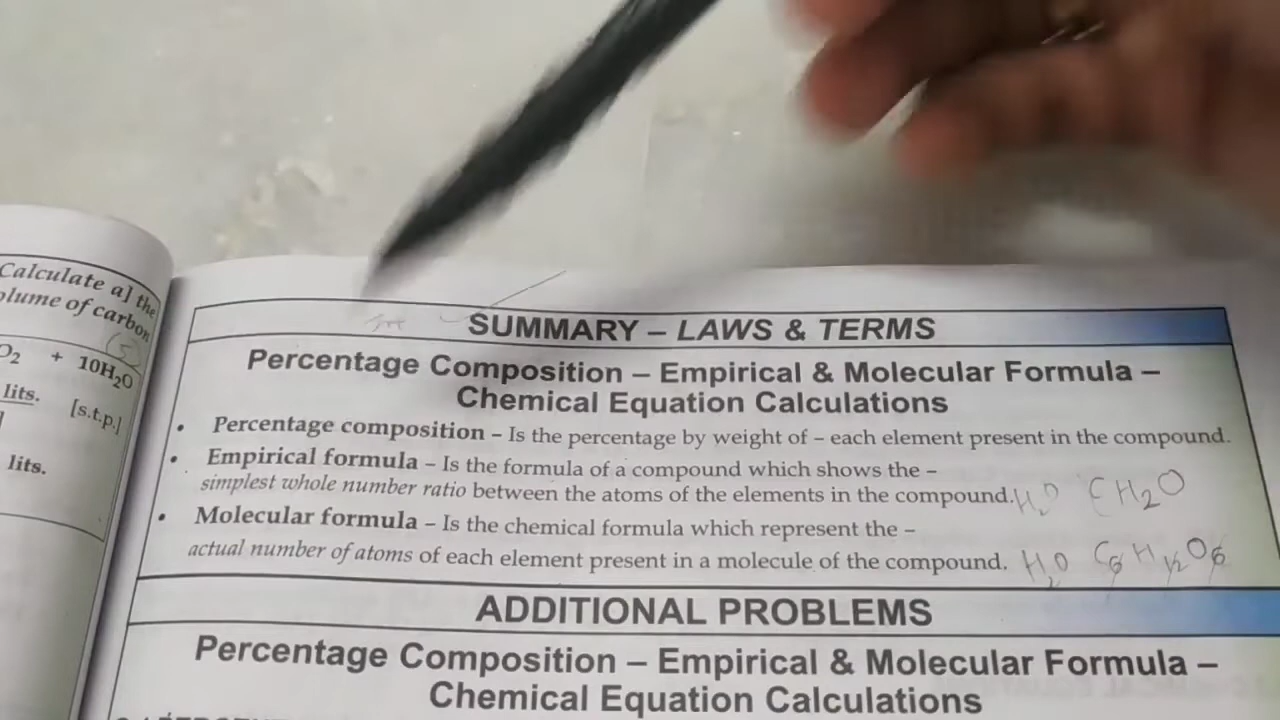 Calculate a] the
olume of carbon
O₂ + 10H₂O
lits. [s.t.p.]
lits.
SUMMARY – LAWS & TERMS
Percentage Composition – Empirical & Molecular Formula –
Chemical Equation Calculations
• Percentage composition – Is the percentage by weight of – each element present in the compound.
• Empirical formula – Is the formula of a compound which shows the –
simplest whole number ratio between the atoms of the elements in the compound. CH₂O
• Molecular formula – Is the chemical formula which represent the –
actual number of atoms of each element present in a molecule of the compound. H₂O C₆H₁₂O₆
ADDITIONAL PROBLEMS
Percentage Composition – Empirical & Molecular Formula –
Chemical Equation Calculations